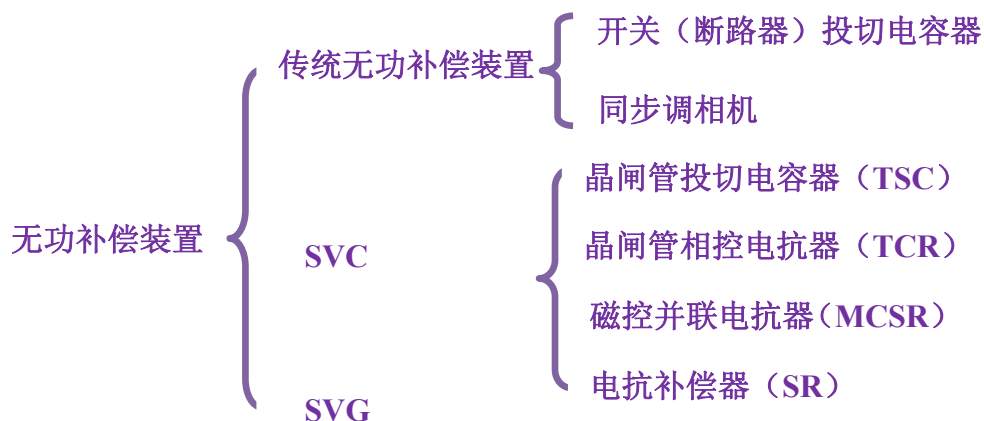 无功补偿装置
传统无功补偿装置
开关（断路器）投切电容器
同步调相机
SVC
晶闸管投切电容器（TSC）
晶闸管相控电抗器（TCR）
磁控并联电抗器（MCSR）
电抗补偿器（SR）
SVG